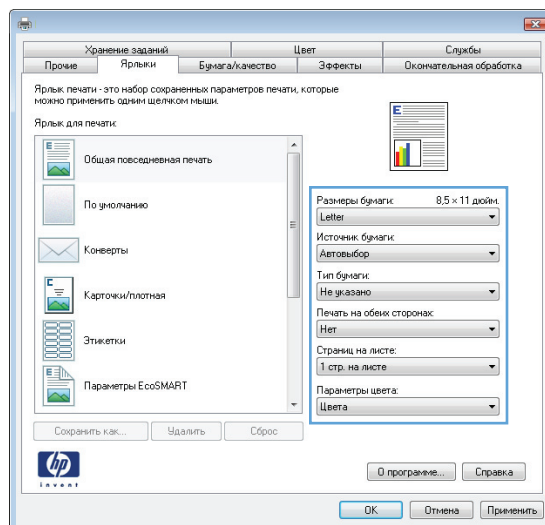 Хранение заданий
Цвет
Службы
Прочие
Ярлыки
Бумага/качество
Эффекты
Окончательная обработка
Ярлык печати - это набор сохраненных параметров печати, которые
можно применить одним щелчком мыши.
Ярлык для печати:
E
Общая повседневная печать
По умолчанию
Конверты
Карточки/плотная
Этикетки
E
Параметры EcoSMART
E
Размеры бумаги: 8,5 × 11 дюйм.
Letter
Источник бумаги:
Автовыбор
Тип бумаги:
Не указано
Печать на обеих сторонах:
Нет
Страниц на листе:
1 стр. на листе
Параметры цвета:
Цвета
Сохранить как...
Удалить
Сброс
hp
invent
О программе...
Справка
OK
Отмена
Применить